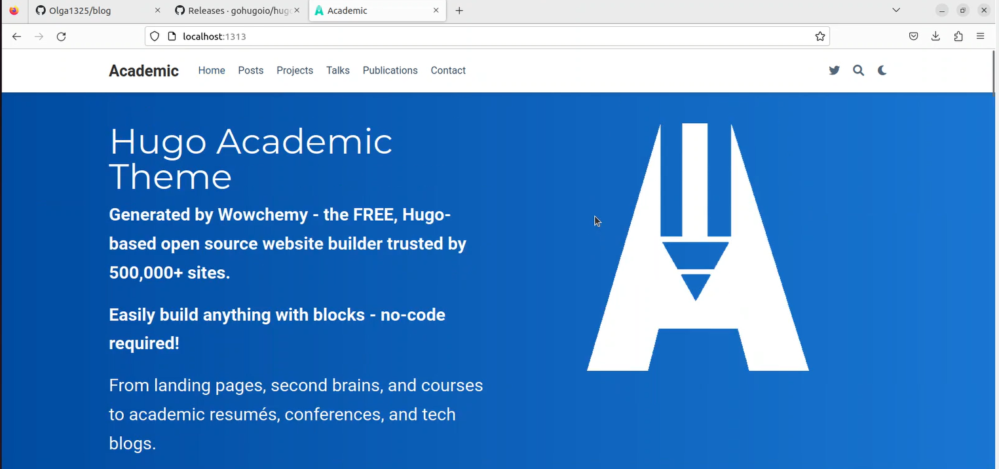 Olga1325/blog
Releases · gohugoio/hug
Academic
localhost:1313
Academic Home Posts Projects Talks Publications Contact
Hugo Academic
Theme
Generated by Wowchemy - the FREE, Hugo-
based open source website builder trusted by
500,000+ sites.
Easily build anything with blocks - no-code
required!
From landing pages, second brains, and courses
to academic resumés, conferences, and tech
blogs.